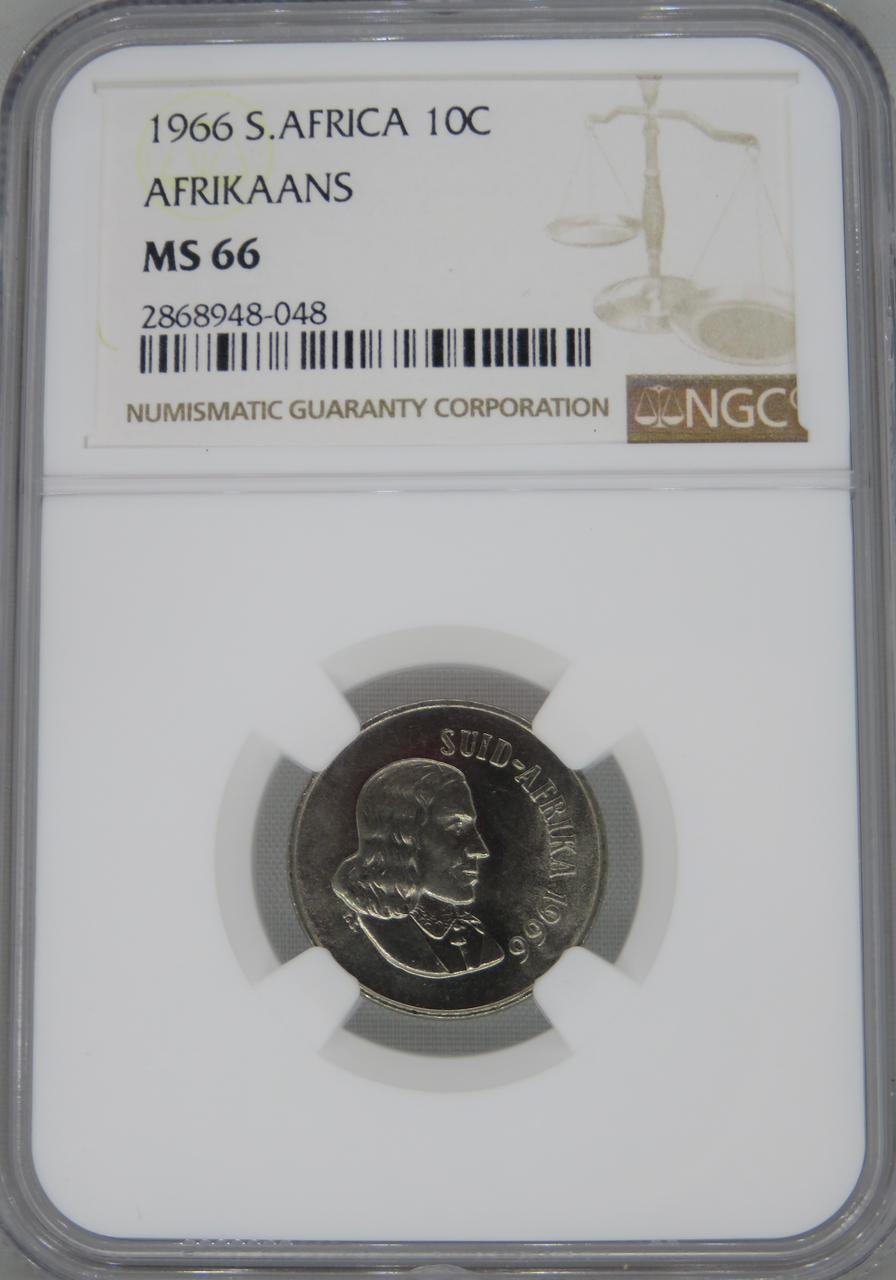 1966 S.AFRICA 10C
AFRIKAANS
MS 66
2868948-048
NUMISMATIC GUARANTY CORPORATION
NGC
SUID-AFRIKA 1966